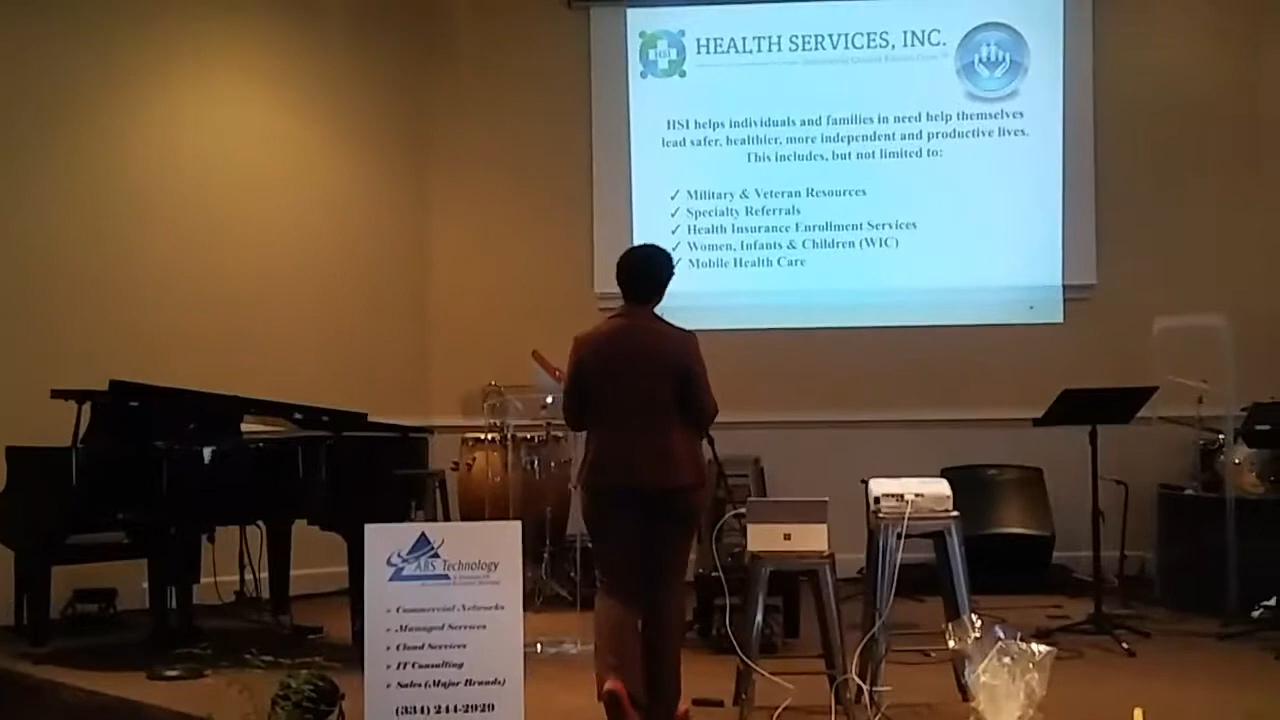 HSI
HEALTH SERVICES, INC.
HSI helps individuals and families in need help themselves
lead safer, healthier, more independent and productive lives.
This includes, but not limited to:
✓ Military & Veteran Resources
✓ Specialty Referrals
✓ Health Insurance Enrollment Services
✓ Women, Infants & Children (WIC)
✓ Mobile Health Care
ABS Technology
Commercial Networks
Managed Services
Cloud Services
IT Consulting
Sales (Major Brands)
(334) 244-2929